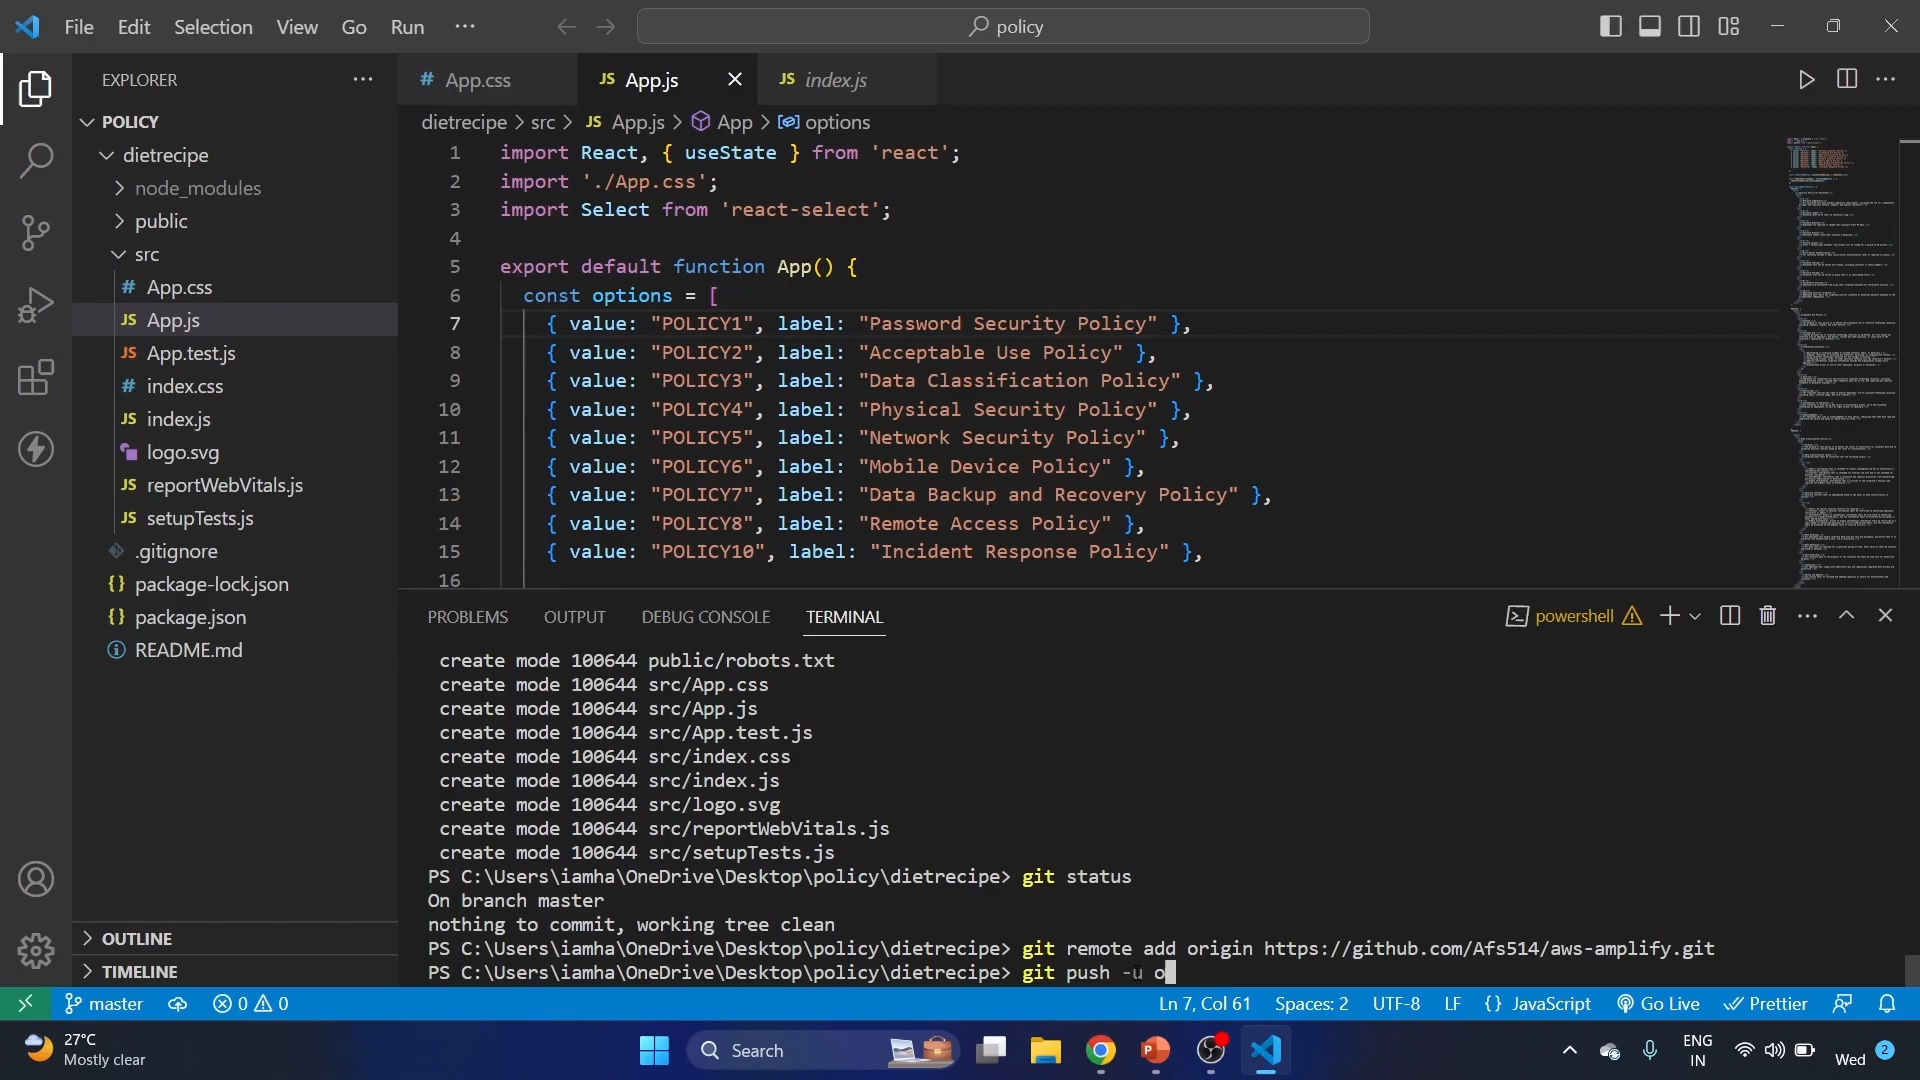 File Edit Selection View Go Run ··· policy
EXPLORER ···
POLICY
dietrecipe
node_modules
public
src
# App.css
JS App.js
JS App.test.js
# index.css
JS index.js
logo.svg
JS reportWebVitals.js
JS setupTests.js
.gitignore
{} package-lock.json
{} package.json
README.md
OUTLINE
TIMELINE
# App.css JS App.js JS index.js
dietrecipe > src > JS App.js > App > options
1 import React, { useState } from 'react';
2 import './App.css';
3 import Select from 'react-select';
4
5 export default function App() {
6 const options = [
7 { value: "POLICY1", label: "Password Security Policy" },
8 { value: "POLICY2", label: "Acceptable Use Policy" },
9 { value: "POLICY3", label: "Data Classification Policy" },
10 { value: "POLICY4", label: "Physical Security Policy" },
11 { value: "POLICY5", label: "Network Security Policy" },
12 { value: "POLICY6", label: "Mobile Device Policy" },
13 { value: "POLICY7", label: "Data Backup and Recovery Policy" },
14 { value: "POLICY8", label: "Remote Access Policy" },
15 { value: "POLICY10", label: "Incident Response Policy" },
16
PROBLEMS OUTPUT DEBUG CONSOLE TERMINAL powershell
create mode 100644 public/robots.txt
create mode 100644 src/App.css
create mode 100644 src/App.js
create mode 100644 src/App.test.js
create mode 100644 src/index.css
create mode 100644 src/index.js
create mode 100644 src/logo.svg
create mode 100644 src/reportWebVitals.js
create mode 100644 src/setupTests.js
PS C:\Users\iamha\OneDrive\Desktop\policy\dietrecipe> git status
On branch master
nothing to commit, working tree clean
PS C:\Users\iamha\OneDrive\Desktop\policy\dietrecipe> git remote add origin https://github.com/Afs514/aws-amplify.git
PS C:\Users\iamha\OneDrive\Desktop\policy\dietrecipe> git push -u o
master 0 0 Ln 7, Col 61 Spaces: 2 UTF-8 LF {} JavaScript Go Live Prettier
27°C
Mostly clear
Search
ENG
IN
Wed 2